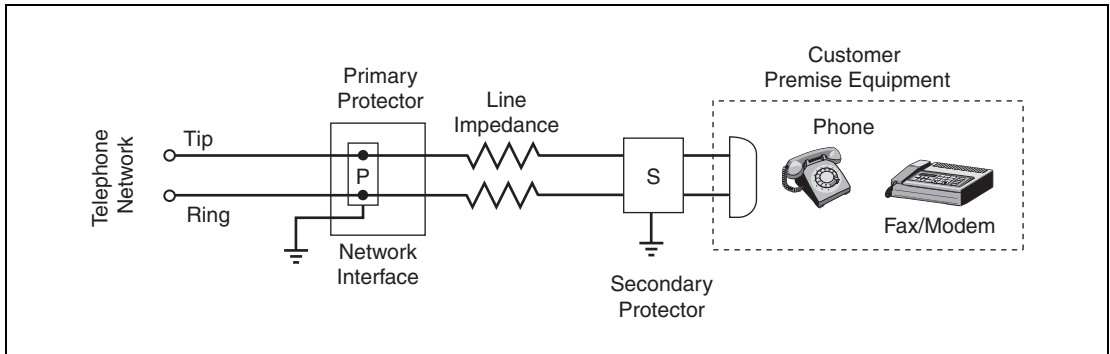 Customer
Premise Equipment
Primary
Protector
Line
Impedance
Phone
Telephone
Network
Tip
P
S
Ring
Fax/Modem
Network
Interface
Secondary
Protector